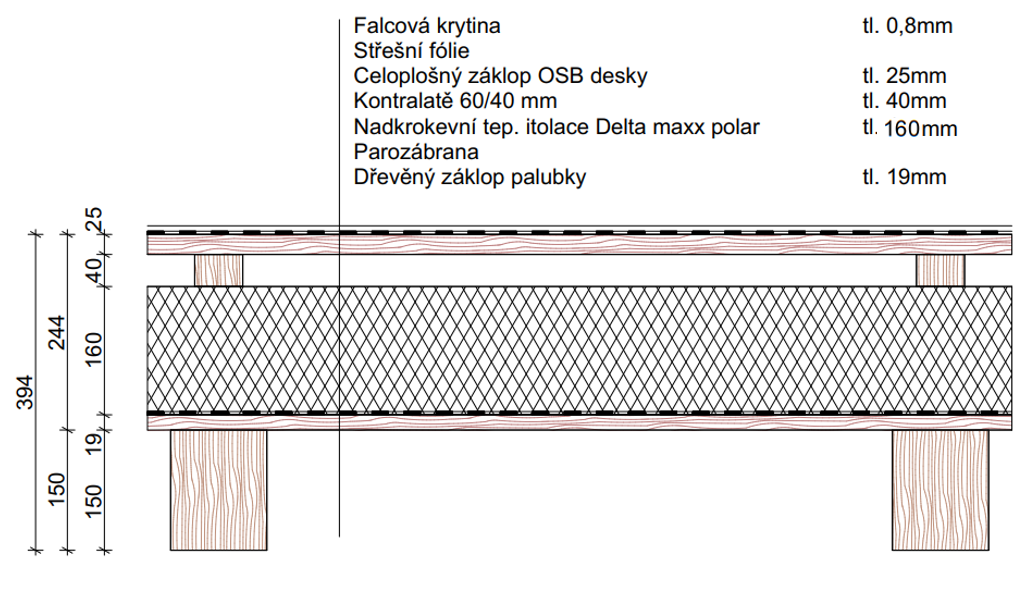 Falcová krytina tl. 0,8mm
Střešní fólie
Celoplošný záklop OSB desky tl. 25mm
Kontralatě 60/40 mm tl. 40mm
Nadkrokevní tep. itolace Delta maxx polar tl. 160mm
Parozábrana
Dřevěný záklop palubky tl. 19mm
25
40
160
19
150
244
150
394